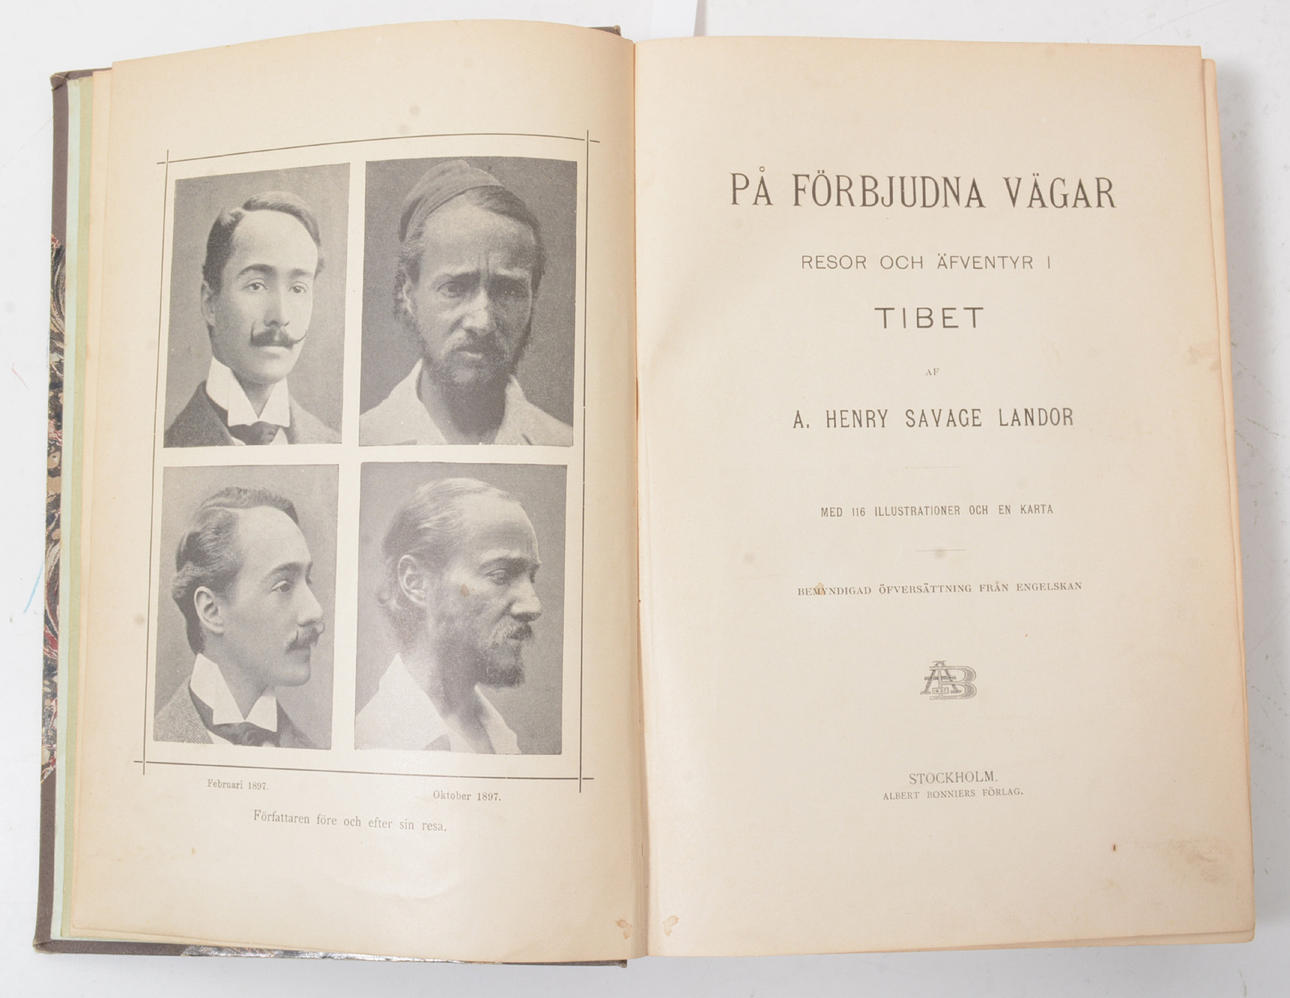 Februari 1897.
Oktober 1897.
Författaren före och efter sin resa.
PÅ FÖRBJUDNA VÄGAR
RESOR OCH ÄFVENTYR I
TIBET
AF
A. HENRY SAVAGE LANDOR
MED 116 ILLUSTRATIONER OCH EN KARTA
BEMYNDIGAD ÖFVERSÄTTNING FRÅN ENGELSKAN
STOCKHOLM.
ALBERT BONNIERS FÖRLAG.